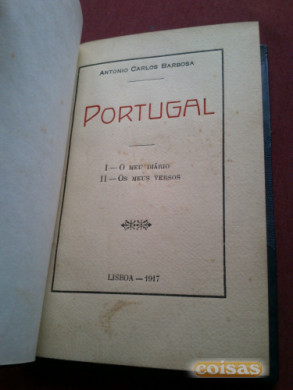 ANTONIO CARLOS BARBOSA
PORTUGAL
I — O MEU DIÁRIO
II — OS MEUS VERSOS
LISBOA — 1917
coisas